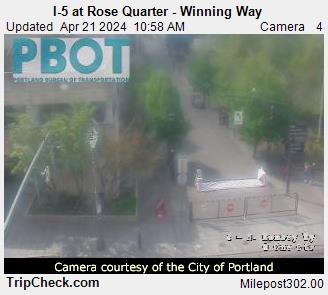 I-5 at Rose Quarter - Winning Way
Updated Apr 21 2024 10:58 AM Camera 4
PBOT
PORTLAND BUREAU OF TRANSPORTATION
Camera courtesy of the City of Portland
TripCheck.com Milepost302.00